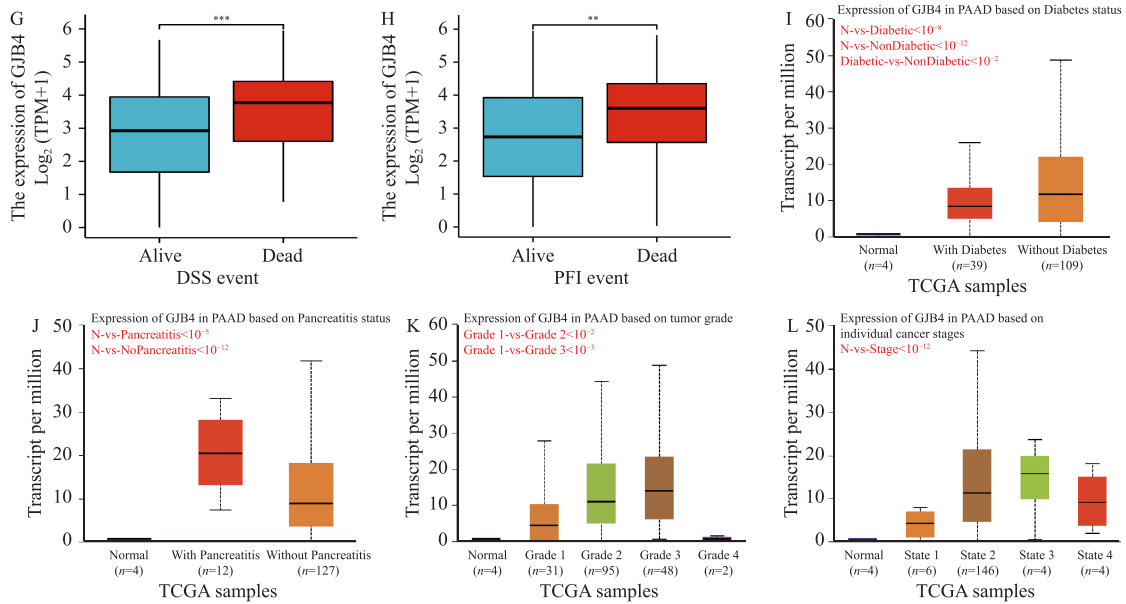 G
The expression of GJB4
Log₂ (TPM+1)
6
5
4
3
2
1
0
***
Alive
Dead
DSS event
H
The expression of GJB4
Log₂ (TPM+1)
6
5
4
3
2
1
0
**
Alive
Dead
PFI event
I
Expression of GJB4 in PAAD based on Diabetes status
N-vs-Diabetic<10⁻⁸
N-vs-NonDiabetic<10⁻¹²
Diabetic-vs-NonDiabetic<10⁻²
Transcript per million
60
50
40
30
20
10
0
Normal With Diabetes Without Diabetes
(n=4) (n=39) (n=109)
TCGA samples
J
Expression of GJB4 in PAAD based on Pancreatitis status
N-vs-Pancreatitis<10⁻⁵
N-vs-NoPancreatitis<10⁻¹²
Transcript per million
50
40
30
20
10
0
Normal With Pancreatitis Without Pancreatitis
(n=4) (n=12) (n=127)
TCGA samples
K
Expression of GJB4 in PAAD based on tumor grade
Grade 1-vs-Grade 2<10⁻²
Grade 1-vs-Grade 3<10⁻³
Transcript per million
60
50
40
30
20
10
0
Normal Grade 1 Grade 2 Grade 3 Grade 4
(n=4) (n=31) (n=95) (n=48) (n=2)
TCGA samples
L
Expression of GJB4 in PAAD based on
individual cancer stages
N-vs-Stage<10⁻¹²
Transcript per million
50
40
30
20
10
0
Normal State 1 State 2 State 3 State 4
(n=4) (n=6) (n=146) (n=4) (n=4)
TCGA samples